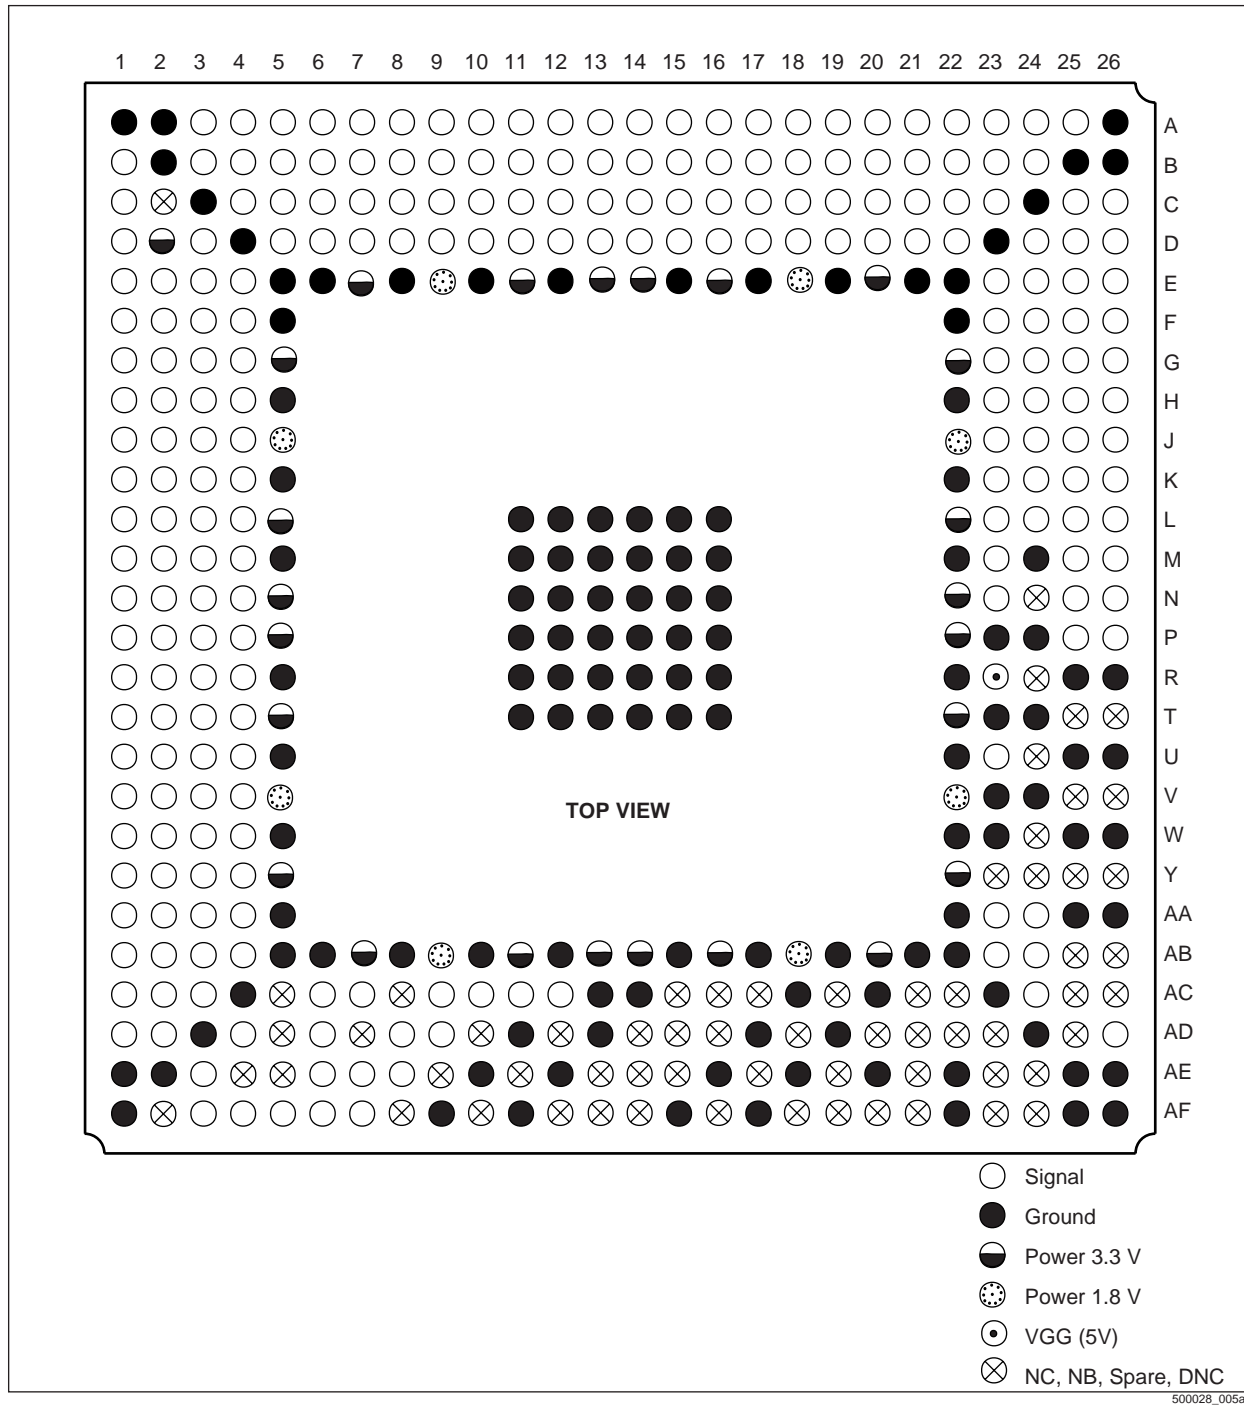 1 2 3 4 5 6 7 8 9 10 11 12 13 14 15 16 17 18 19 20 21 22 23 24 25 26
A
B
C
D
E
F
G
H
J
K
L
M
N
P
R
T
U
V
TOP VIEW
W
Y
AA
AB
AC
AD
AE
AF
Signal
Ground
Power 3.3 V
Power 1.8 V
VGG (5V)
NC, NB, Spare, DNC
500028_005a